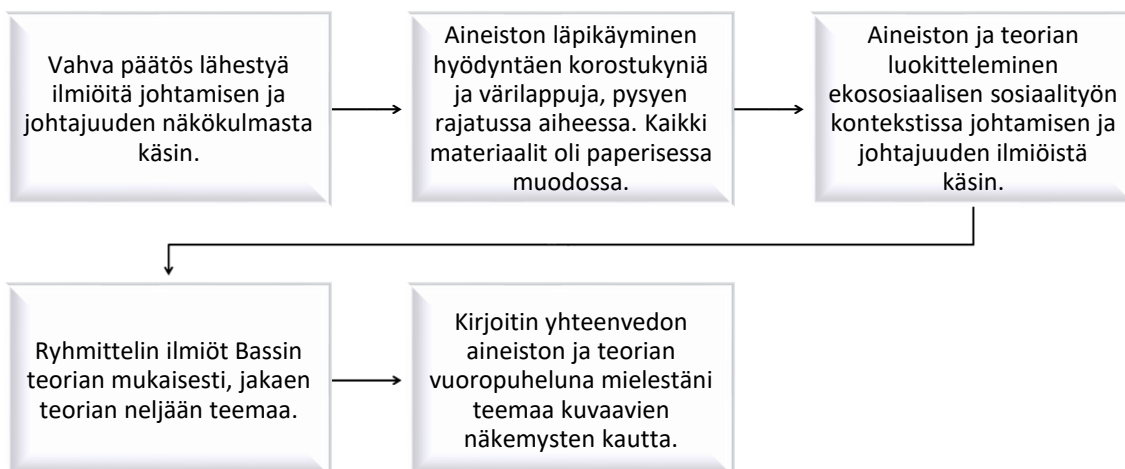 Vahva päätös lähestyä
ilmiöitä johtamisen ja
johtajuuden näkökulmasta
käsin.
Aineiston läpikäyminen
hyödyntäen korostukyniä
ja värilappuja, pysyen
rajatussa aiheessa. Kaikki
materiaalit oli paperisessa
muodossa.
Aineiston ja teorian
luokitteleminen
ekososiaalisen sosiaalityön
kontekstissa johtamisen ja
johtajuuden ilmiöistä
käsin.
Ryhmittelin ilmiöt Bassin
teorian mukaisesti, jakaen
teorian neljään teemaa.
Kirjoitin yhteenvedon
aineiston ja teorian
vuoropuheluna mielestäni
teemaa kuvaavien
näkemysten kautta.